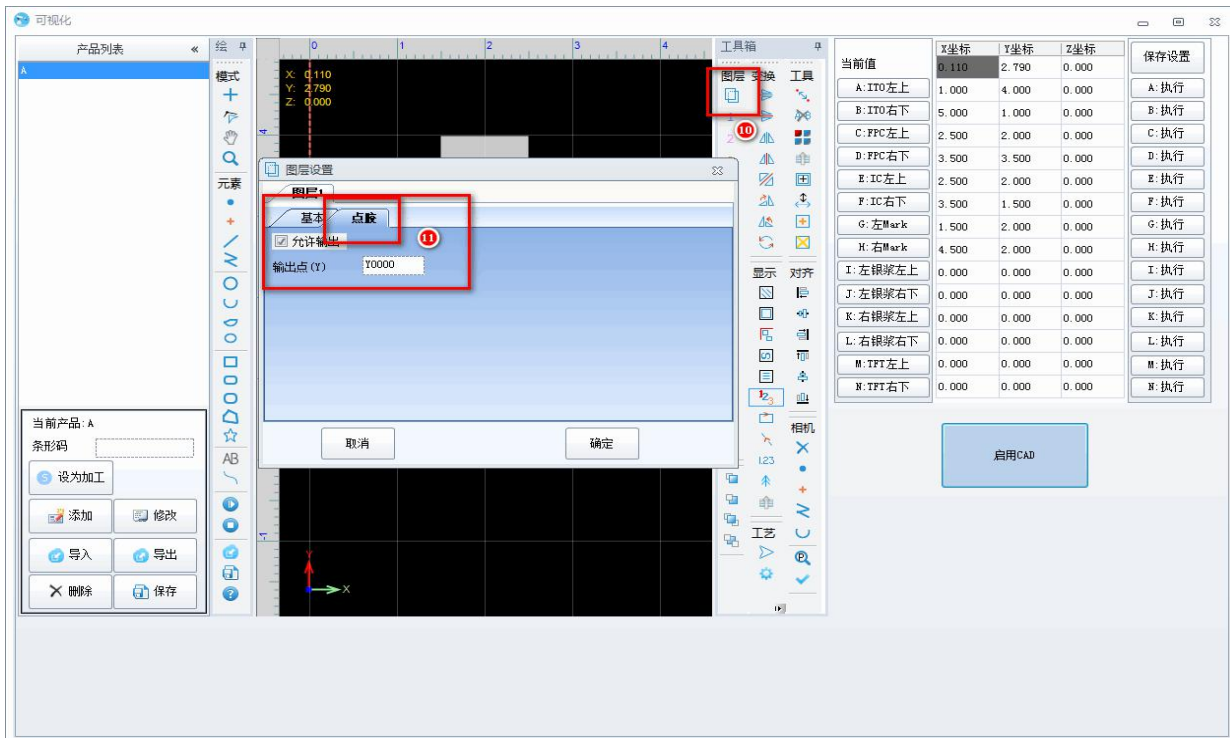 可视化
产品列表 «
A
当前产品: A
条形码
设为加工
添加 修改
导入 导出
删除 保存
绘
模式
元素
AB
0 1 2 3 4
X: 0.110
Y: 2.790
Z: 0.000
4
-1
Y
X
图层设置
图层1
基本 点胶
允许输出
输出点(Y) Y0000
取消 确定
10
11
工具箱
图层 变换 工具
1
2
显示 对齐
123
1.23
相机
工艺
X坐标 Y坐标 Z坐标 保存设置
当前值 0.110 2.790 0.000
A:ITO左上 1.000 4.000 0.000 A:执行
B:ITO右下 5.000 1.000 0.000 B:执行
C:FPC左上 2.500 2.000 0.000 C:执行
D:FPC右下 3.500 3.500 0.000 D:执行
E:IC左上 2.500 2.000 0.000 E:执行
F:IC右下 3.500 1.500 0.000 F:执行
G:左Mark 1.500 2.000 0.000 G:执行
H:右Mark 4.500 2.000 0.000 H:执行
I:左银浆左上 0.000 0.000 0.000 I:执行
J:左银浆右下 0.000 0.000 0.000 J:执行
K:右银浆左上 0.000 0.000 0.000 K:执行
L:右银浆右下 0.000 0.000 0.000 L:执行
M:TFT左上 0.000 0.000 0.000 M:执行
N:TFT右下 0.000 0.000 0.000 N:执行
启用CAD